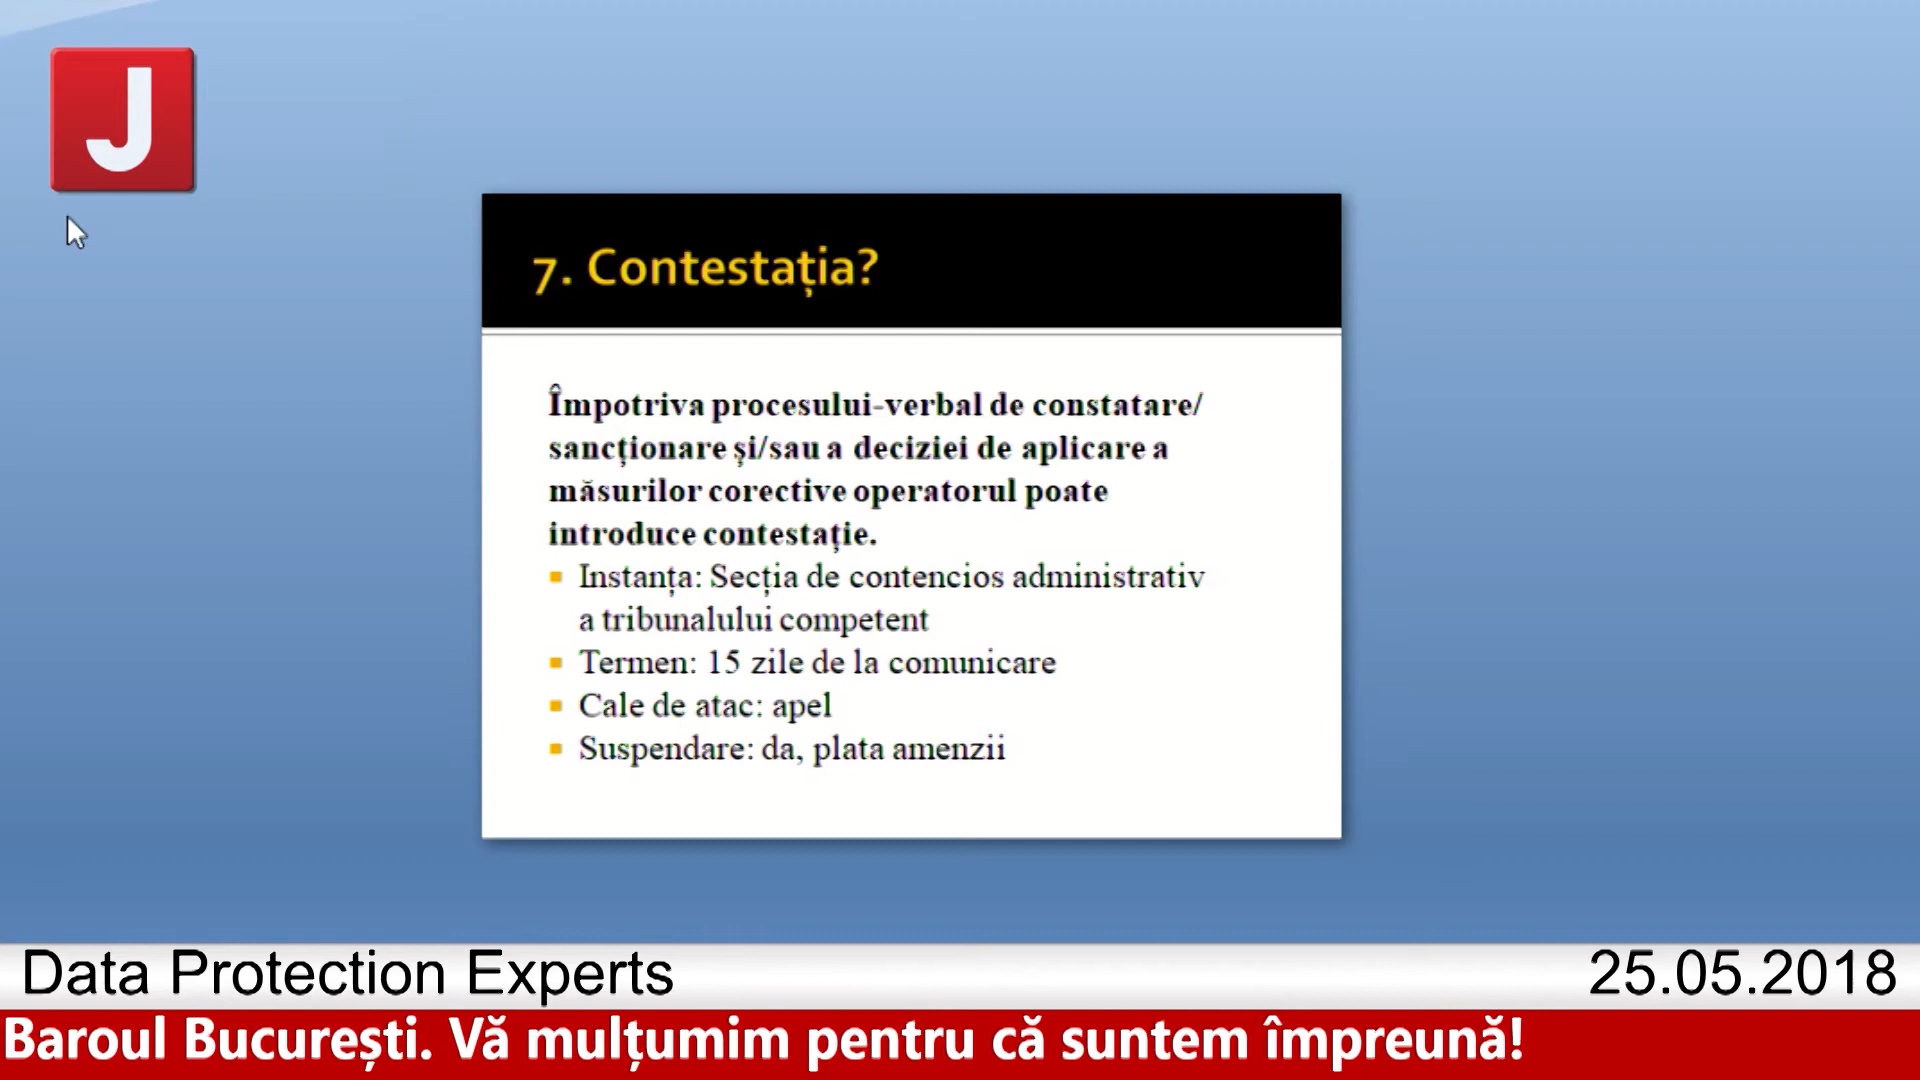 J
7. Contestația?
Împotriva procesului-verbal de constatare/
sancționare și/sau a deciziei de aplicare a
măsurilor corective operatorul poate
introduce contestație.
Instanța: Secția de contencios administrativ
a tribunalului competent
Termen: 15 zile de la comunicare
Cale de atac: apel
Suspendare: da, plata amenzii
Data Protection Experts
25.05.2018
Baroul București. Vă mulțumim pentru că suntem împreună!